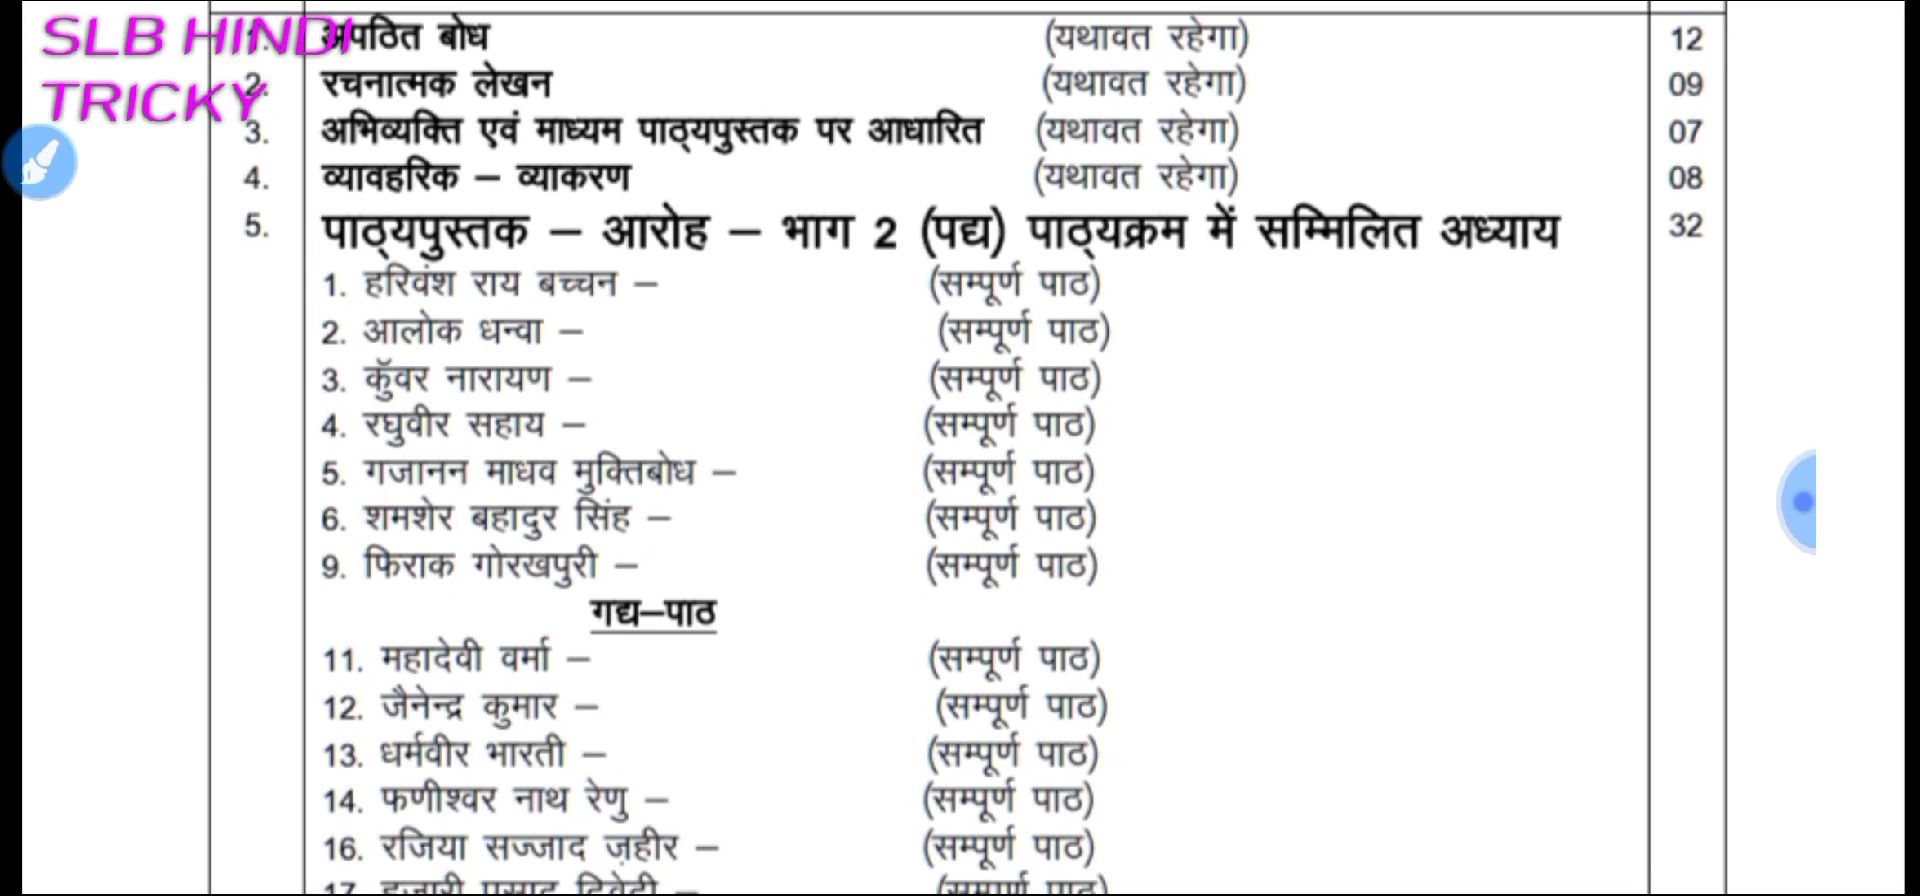 SLB HINDI
TRICKY
1. अपठित बोध (यथावत रहेगा) 12
2. रचनात्मक लेखन (यथावत रहेगा) 09
3. अभिव्यक्ति एवं माध्यम पाठ्यपुस्तक पर आधारित (यथावत रहेगा) 07
4. व्यावहरिक – व्याकरण (यथावत रहेगा) 08
5. पाठ्यपुस्तक – आरोह – भाग 2 (पद्य) पाठ्यक्रम में सम्मिलित अध्याय 32
1. हरिवंश राय बच्चन – (सम्पूर्ण पाठ)
2. आलोक धन्वा – (सम्पूर्ण पाठ)
3. कुॅवर नारायण – (सम्पूर्ण पाठ)
4. रघुवीर सहाय – (सम्पूर्ण पाठ)
5. गजानन माधव मुक्तिबोध – (सम्पूर्ण पाठ)
6. शमशेर बहादुर सिंह – (सम्पूर्ण पाठ)
9. फिराक गोरखपुरी – (सम्पूर्ण पाठ)
गद्य–पाठ
11. महादेवी वर्मा – (सम्पूर्ण पाठ)
12. जैनेन्द्र कुमार – (सम्पूर्ण पाठ)
13. धर्मवीर भारती – (सम्पूर्ण पाठ)
14. फणीश्वर नाथ रेणु – (सम्पूर्ण पाठ)
16. रजिया सज्जाद ज़हीर – (सम्पूर्ण पाठ)
17. हजारी प्रसाद द्विवेदी – (सम्पूर्ण पाठ)